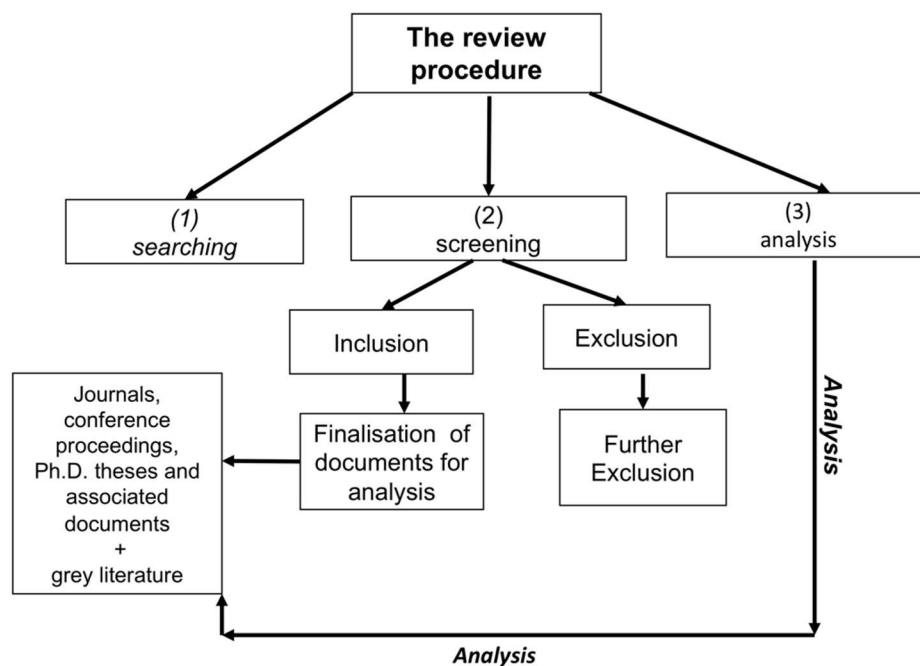 The review
procedure
(1)
searching
(2)
screening
(3)
analysis
Inclusion
Exclusion
Journals,
conference
proceedings,
Ph.D. theses and
associated
documents
+
grey literature
Finalisation of
documents for
analysis
Further
Exclusion
Analysis
Analysis